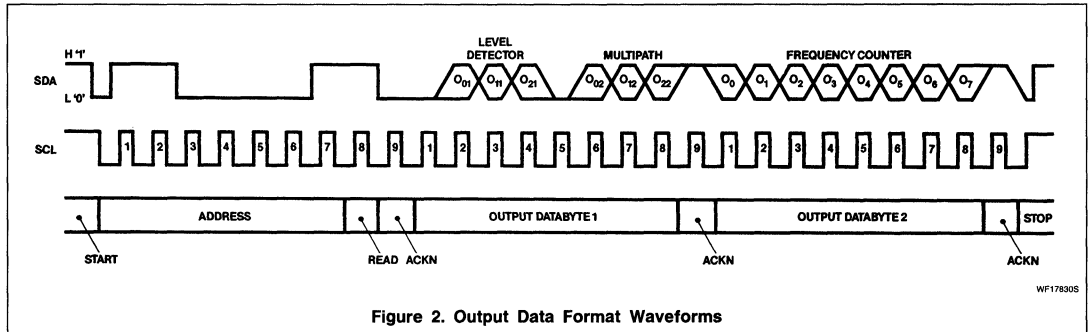 LEVEL
DETECTOR MULTIPATH FREQUENCY COUNTER
H '1'
SDA O01 O11 O21 O02 O12 O22 O0 O1 O2 O3 O4 O5 O6 O7
L '0'
SCL 1 2 3 4 5 6 7 8 9 1 2 3 4 5 6 7 8 9 1 2 3 4 5 6 7 8 9
ADDRESS OUTPUT DATABYTE 1 OUTPUT DATABYTE 2 STOP
START READ ACKN ACKN ACKN
WF17830S
Figure 2. Output Data Format Waveforms